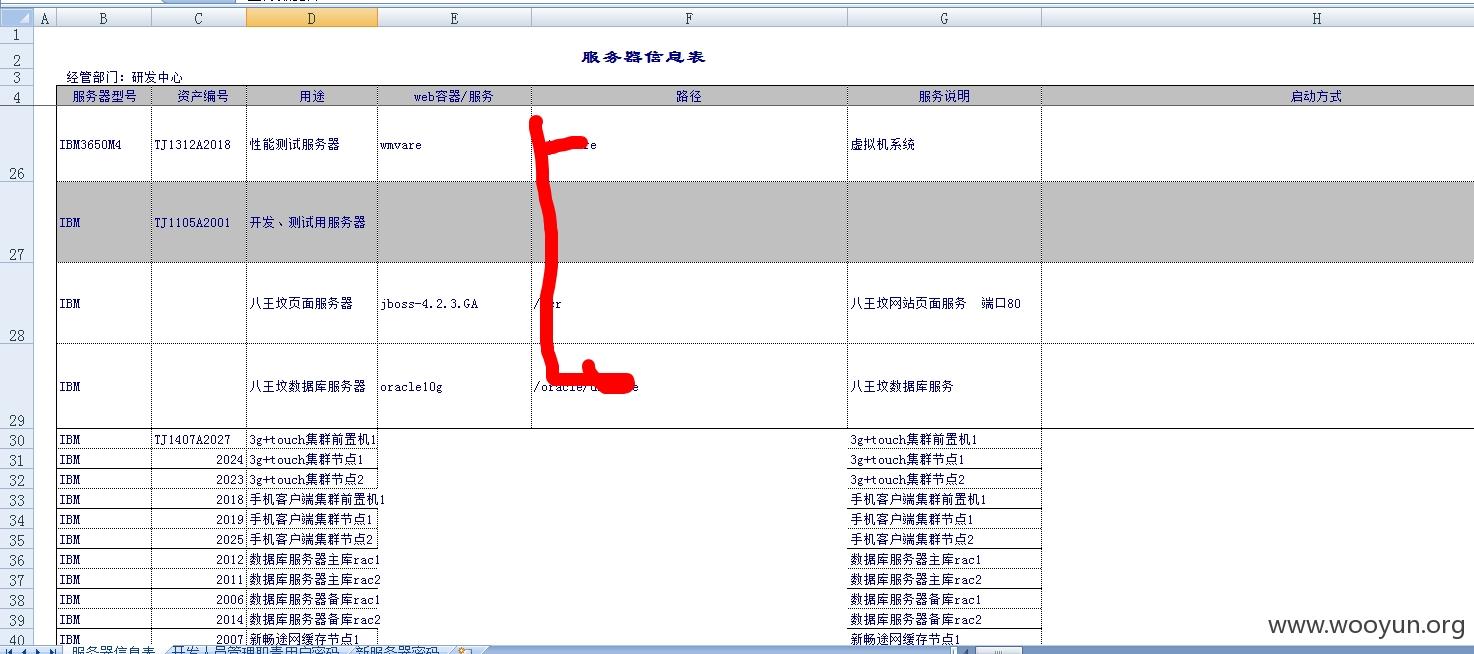 A B C D E F G H
1
2 服务器信息表
3 经管部门: 研发中心
4 服务器型号 资产编号 用途 web容器/服务 路径 服务说明 启动方式
26 IBM3650M4 TJ1312A2018 性能测试服务器 wmvare 虚拟机系统
27 IBM TJ1105A2001 开发、测试用服务器
28 IBM 八王坟页面服务器 jboss-4.2.3.GA 八王坟网站页面服务 端口80
29 IBM 八王坟数据库服务器 oracle10g 八王坟数据库服务
30 IBM TJ1407A2027 3g+touch集群前置机1 3g+touch集群前置机1
31 IBM 2024 3g+touch集群节点1 3g+touch集群节点1
32 IBM 2023 3g+touch集群节点2 3g+touch集群节点2
33 IBM 2018 手机客户端集群前置机1 手机客户端集群前置机1
34 IBM 2019 手机客户端集群节点1 手机客户端集群节点1
35 IBM 2025 手机客户端集群节点2 手机客户端集群节点2
36 IBM 2012 数据库服务器主库rac1 数据库服务器主库rac1
37 IBM 2011 数据库服务器主库rac2 数据库服务器主库rac2
38 IBM 2006 数据库服务器备库rac1 数据库服务器备库rac1
39 IBM 2014 数据库服务器备库rac2 数据库服务器备库rac2
40 IBM 2007 新畅途网缓存节点1 新畅途网缓存节点1
服务器信息表 开发人员管理职责用户密码 新服务器密码
www.wooyun.org